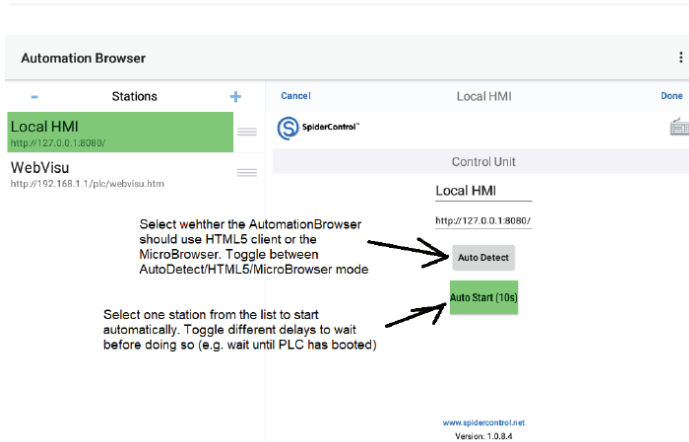 Automation Browser
- Stations +
Local HMI
http://127.0.0.1:8080/
WebVisu
http://192.168.1.1/plc/webvisu.htm
Cancel Local HMI Done
SpiderControl™
Control Unit
Local HMI
http://127.0.0.1:8080/
Select wehther the AutomationBrowser
should use HTML5 client or the
MicroBrowser. Toggle between
AutoDetect/HTML5/MicroBrowser mode
Auto Detect
Select one station from the list to start
automatically. Toggle different delays to wait
before doing so (e.g. wait until PLC has booted)
Auto Start (10s)
www.spidercontrol.net
Version: 1.0.8.4